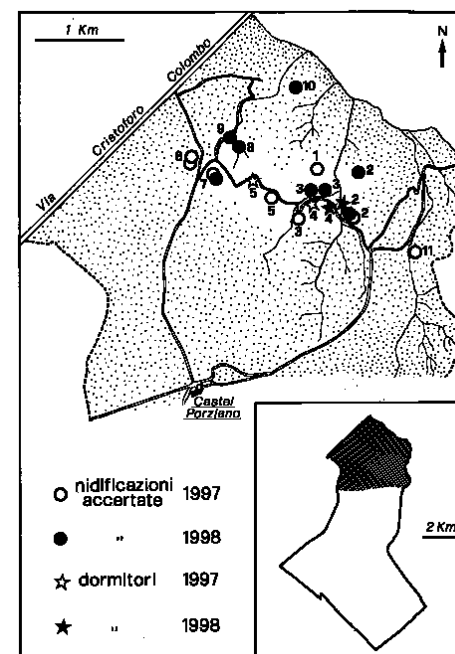 1 Km
N
Via Cristoforo Colombo
10
9
8
6
7
1
2
3 3
5
5
4 4 2 2
3
11
Castel
Porziano
nidificazioni
accertate 1997
" 1998
dormitori 1997
" 1998
2 Km